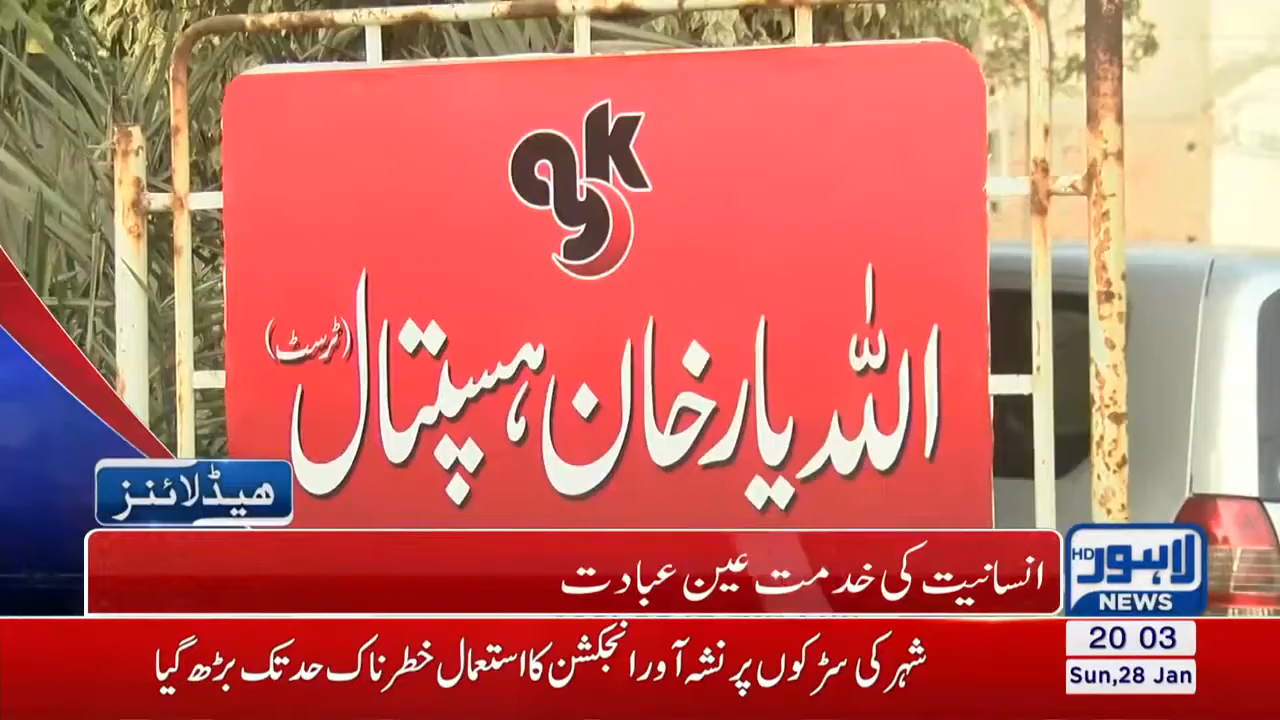 ayk
اللہ یار خان ہسپتال (ٹرسٹ)
ھیڈلائنز
انسانیت کی خدمت عین عبادت
HD لاہور
NEWS
شہر کی سڑکوں پر نشہ آور انجکشن کا استعمال خطرناک حد تک بڑھ گیا
20 03
Sun,28 Jan